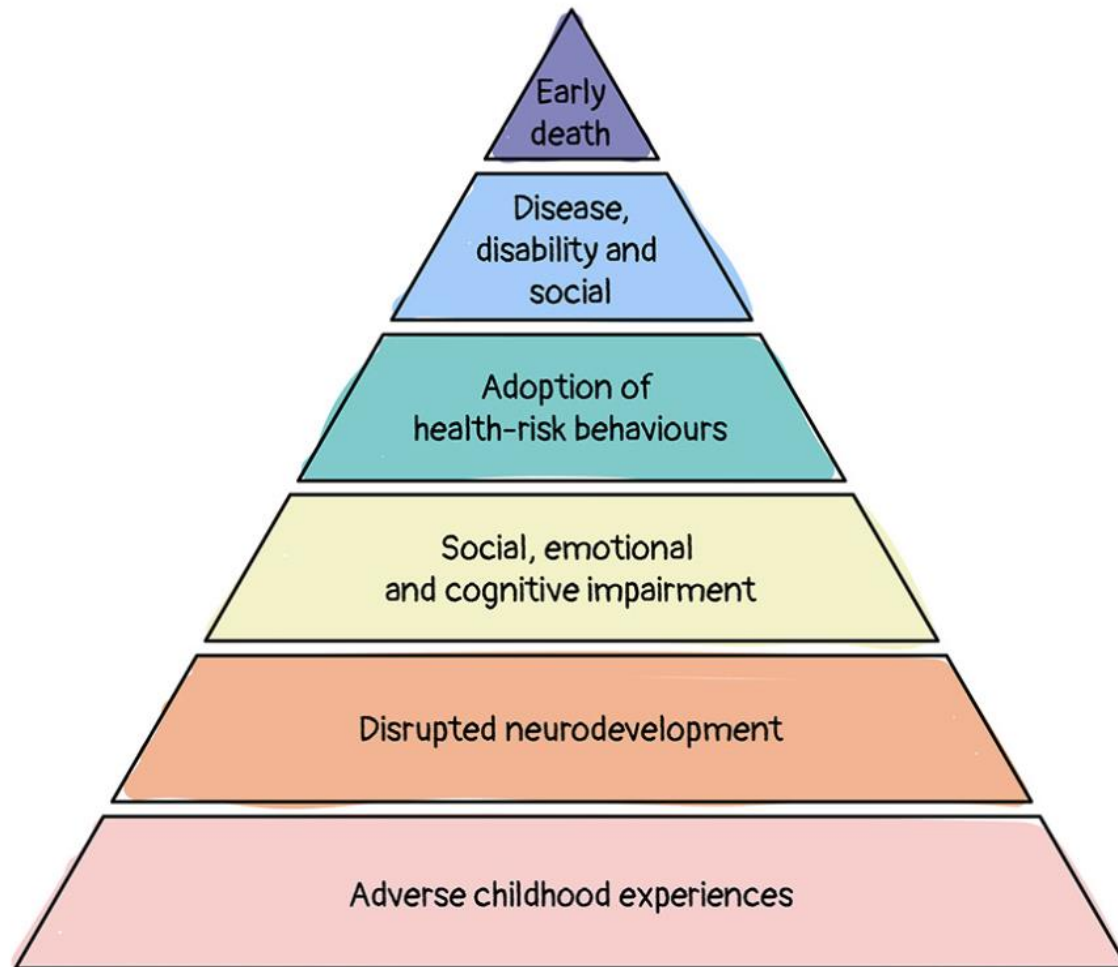 Early
death
Disease,
disability and
social
Adoption of
health-risk behaviours
Social, emotional
and cognitive impairment
Disrupted neurodevelopment
Adverse childhood experiences